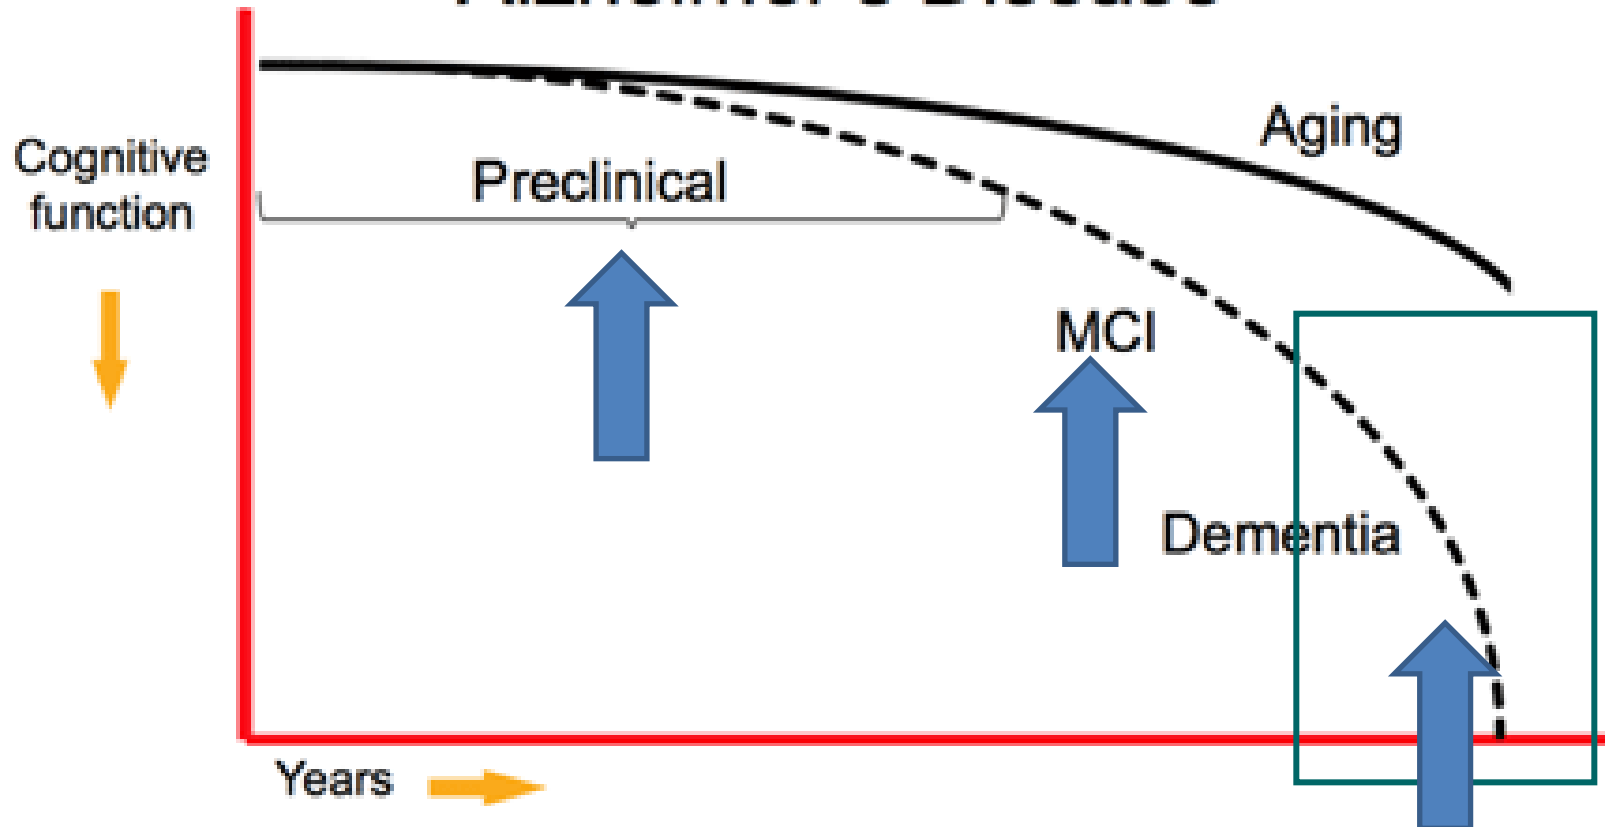 Cognitive
function
Preclinical
Aging
MCI
Dementia
Years